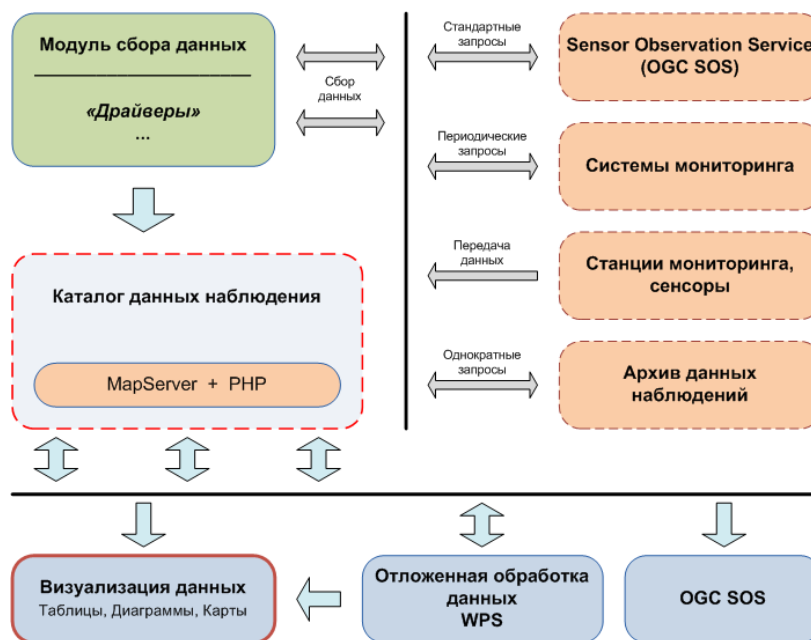 Модуль сбора данных
«Драйверы»
...
Сбор
данных
Стандартные
запросы
Sensor Observation Service
(OGC SOS)
Периодические
запросы
Системы мониторинга
Передача
данных
Станции мониторинга,
сенсоры
Однократные
запросы
Архив данных
наблюдений
Каталог данных наблюдения
MapServer + PHP
Визуализация данных
Таблицы, Диаграммы, Карты
Отложенная обработка
данных
WPS
OGC SOS